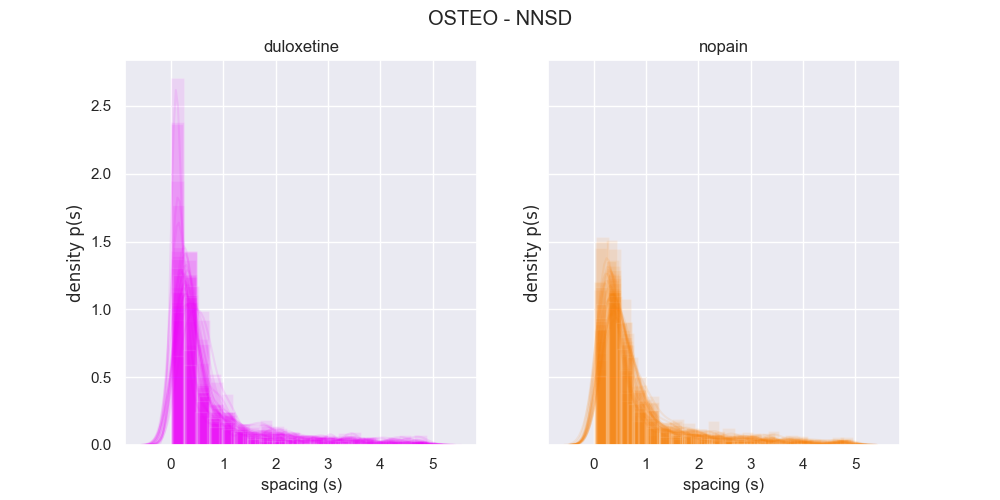 OSTEO - NNSD
duloxetine
nopain
density p(s)
2.5
2.0
1.5
1.0
0.5
0.0
0 1 2 3 4 5
spacing (s)
density p(s)
0 1 2 3 4 5
spacing (s)